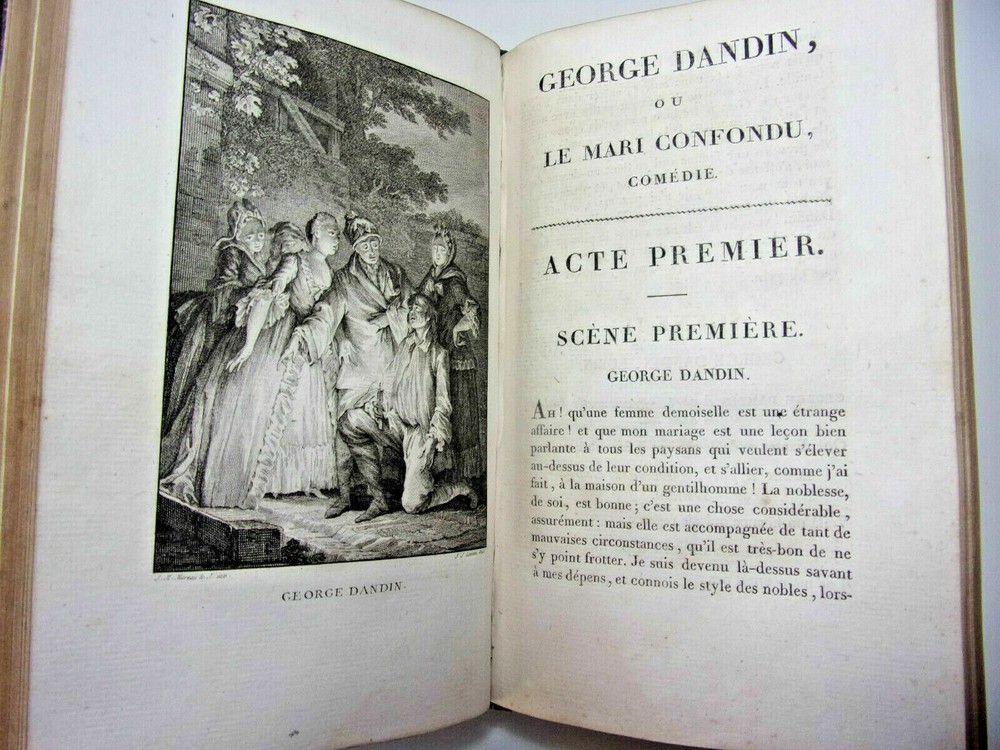 GEORGE DANDIN.
GEORGE DANDIN,
OU
LE MARI CONFONDU,
COMÉDIE.
ACTE PREMIER.
SCÈNE PREMIÈRE.
GEORGE DANDIN.
AH ! qu'une femme demoiselle est une étrange
affaire ! et que mon mariage est une leçon bien
parlante à tous les paysans qui veulent s'élever
au-dessus de leur condition, et s'allier, comme j'ai
fait, à la maison d'un gentilhomme ! La noblesse,
de soi, est bonne ; c'est une chose considérable,
assurément : mais elle est accompagnée de tant de
mauvaises circonstances, qu'il est très-bon de ne
s'y point frotter. Je suis devenu là-dessus savant
à mes dépens, et connois le style des nobles, lors-